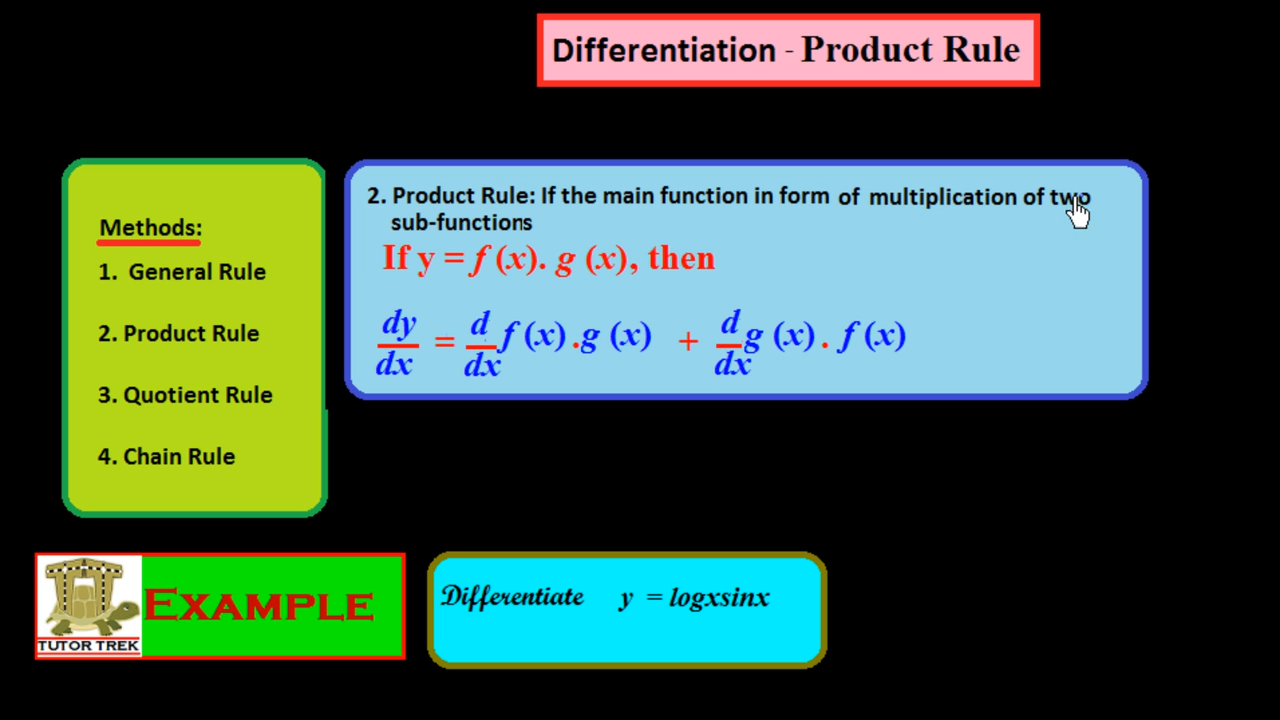 Differentiation - Product Rule
Methods:
1. General Rule
2. Product Rule
3. Quotient Rule
4. Chain Rule
2. Product Rule: If the main function in form of multiplication of two
sub-functions
If y = f (x). g (x), then
dy/dx = d/dx f (x) .g (x) + d/dx g (x) . f (x)
EXAMPLE
TUTOR TREK
Differentiate y = logxsinx